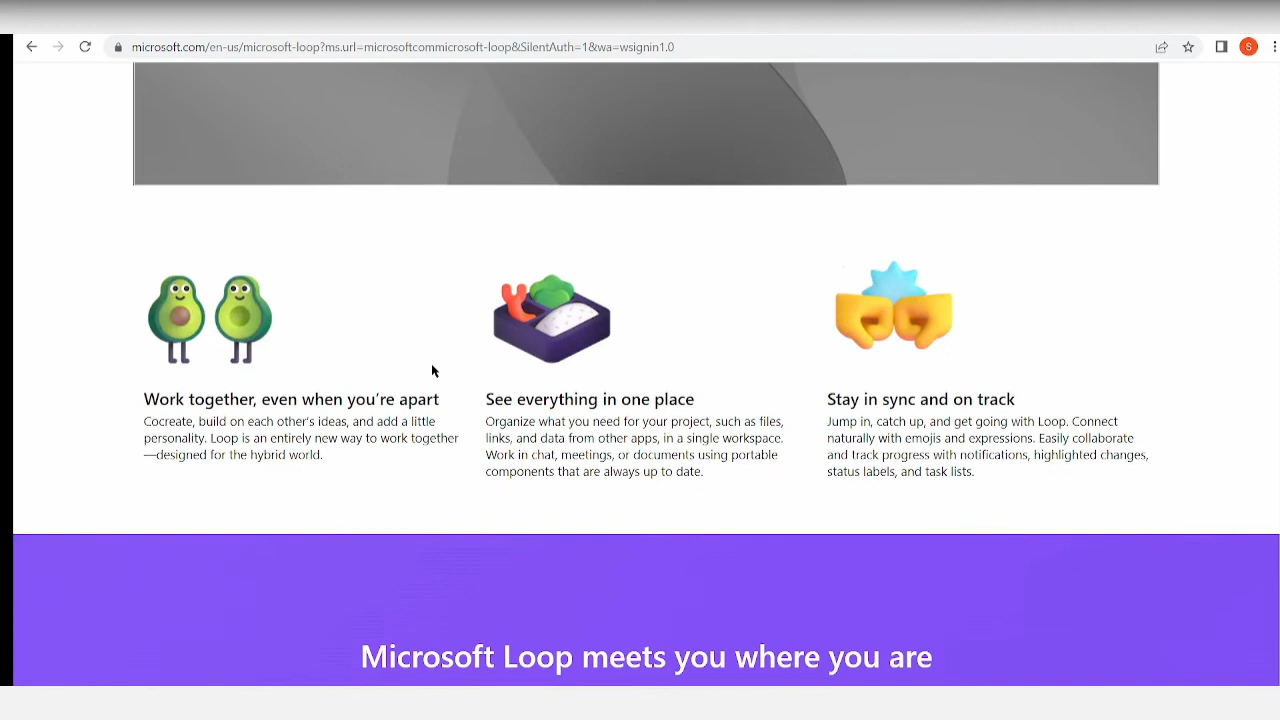 microsoft.com/en-us/microsoft-loop?ms.url=microsoftcommicrosoft-loop&SilentAuth=1&wa=wsignin1.0
S
Work together, even when you're apart
Cocreate, build on each other's ideas, and add a little
personality. Loop is an entirely new way to work together
—designed for the hybrid world.
See everything in one place
Organize what you need for your project, such as files,
links, and data from other apps, in a single workspace.
Work in chat, meetings, or documents using portable
components that are always up to date.
Stay in sync and on track
Jump in, catch up, and get going with Loop. Connect
naturally with emojis and expressions. Easily collaborate
and track progress with notifications, highlighted changes,
status labels, and task lists.
Microsoft Loop meets you where you are